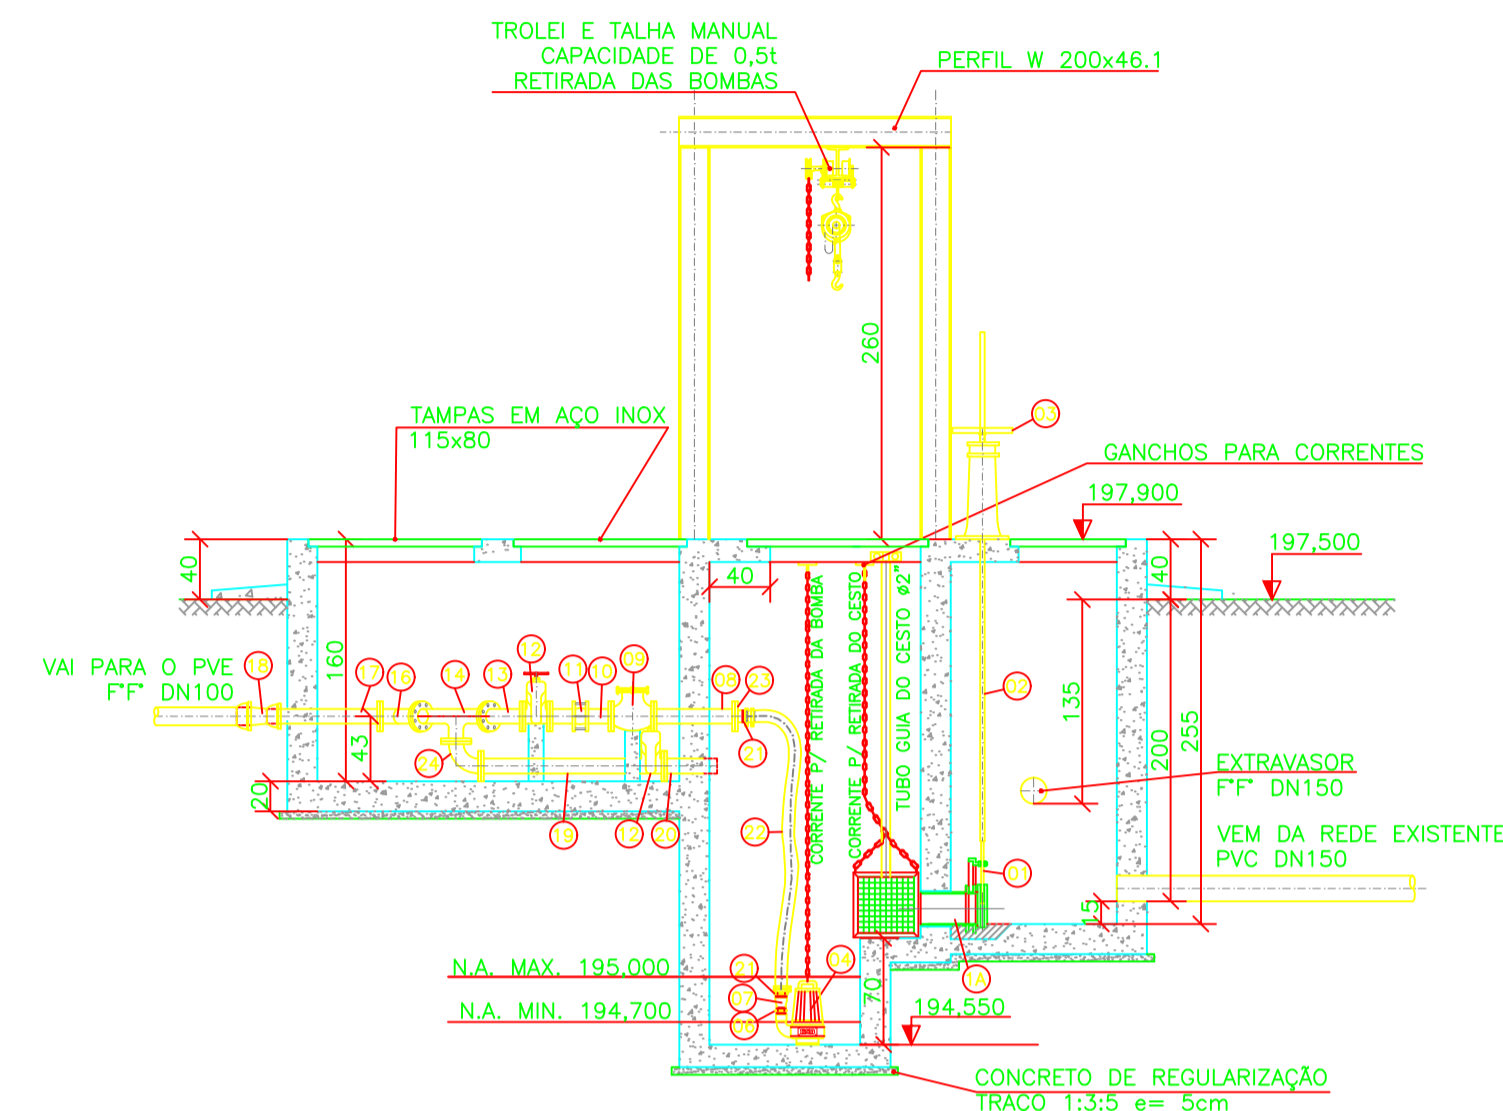 TROLEI E TALHA MANUAL
CAPACIDADE DE 0,5t
RETIRADA DAS BOMBAS
PERFIL W 200x46.1
260
03
TAMPAS EM AÇO INOX
115x80
GANCHOS PARA CORRENTES
197,900
197,500
40
40
40
160
VAI PARA O PVE
F°F° DN100
18
17
16
14
13
12
11
10
09
08
23
21
43
24
20
19
12
20
22
CORRENTE P/ RETIRADA DA BOMBA
CORRENTE P/ RETIRADA DO CESTO
TUBO GUIA DO CESTO ø2"
02
135
200
255
EXTRAVASOR
F°F° DN150
VEM DA REDE EXISTENTE
PVC DN150
01
15
1A
N.A. MAX. 195,000
N.A. MIN. 194,700
21
07
06
04
70
194,550
CONCRETO DE REGULARIZAÇÃO
TRACO 1:3:5 e= 5cm